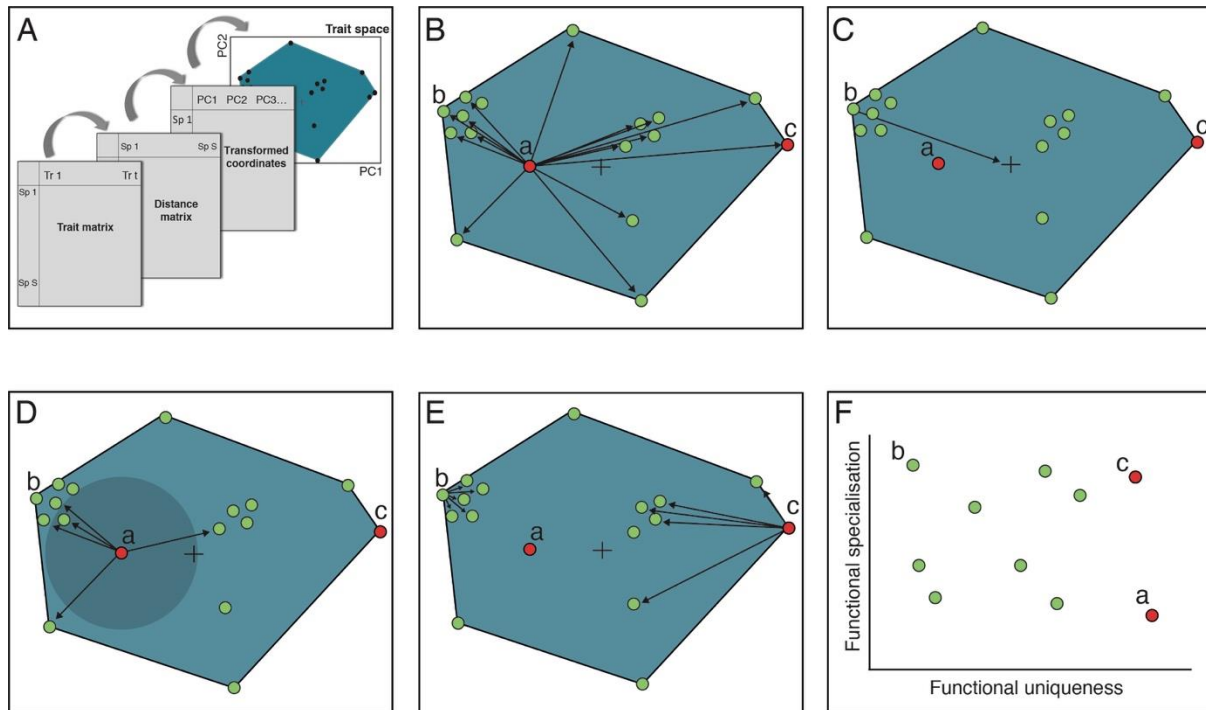 A
Trait space
PC2
PC1
PC1 PC2 PC3...
Sp 1
Transformed
coordinates
Sp 1 Sp S
Distance
matrix
Tr 1 Tr t
Sp 1
Trait matrix
Sp S
B
b
a
c
C
b
a
c
D
b
a
c
E
b
a
c
F
b
c
a
Functional specialisation
Functional uniqueness